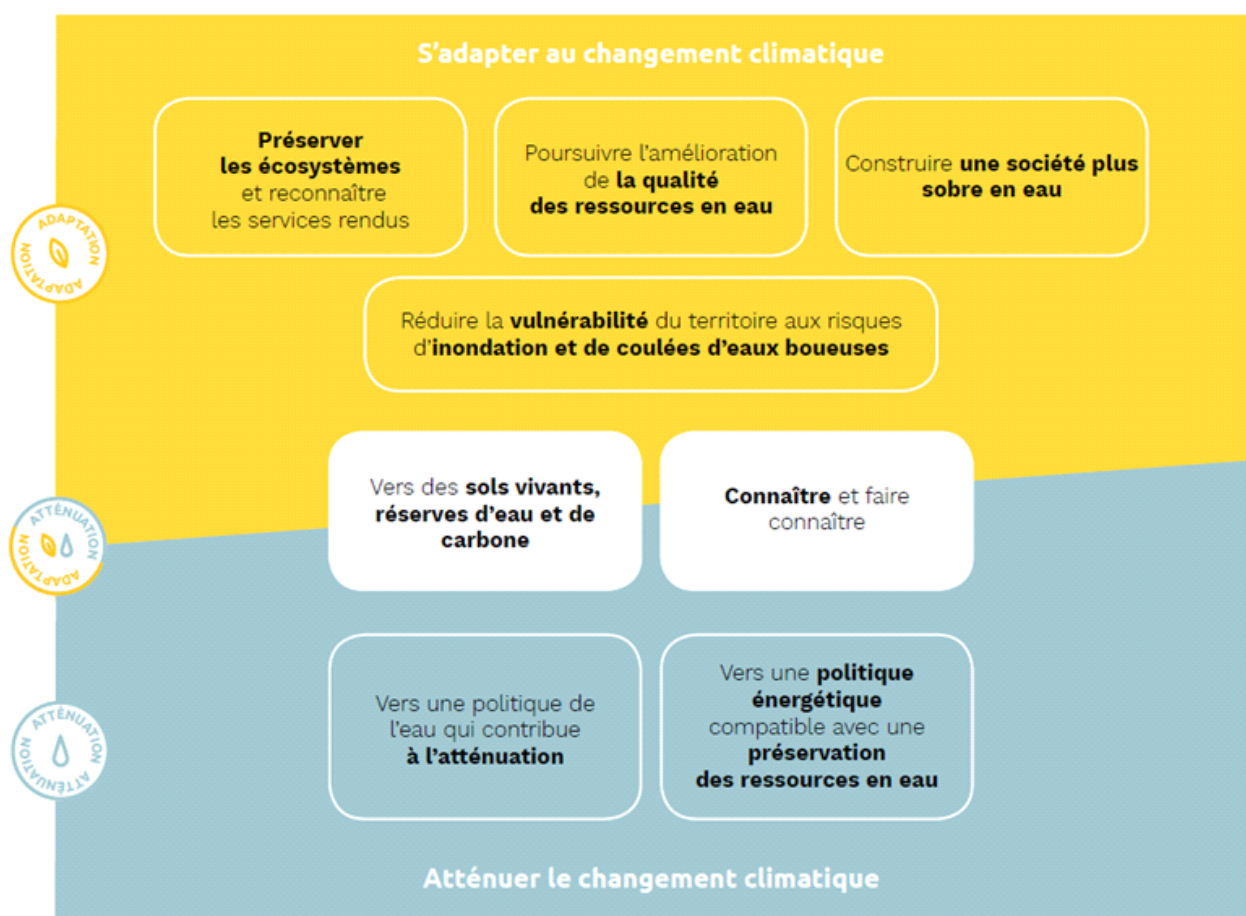 S'adapter au changement climatique
Préserver
les écosystèmes
et reconnaître
les services rendus
Poursuivre l'amélioration
de la qualité
des ressources en eau
Construire une société plus
sobre en eau
ADAPTATION ADAPTATION
Réduire la vulnérabilité du territoire aux risques
d'inondation et de coulées d'eaux boueuses
Vers des sols vivants,
réserves d'eau et de
carbone
Connaître et faire
connaître
ATTÉNUATION ADAPTATION
Vers une politique de
l'eau qui contribue
à l'atténuation
Vers une politique
énergétique
compatible avec une
préservation
des ressources en eau
ATTÉNUATION ATTÉNUATION
Atténuer le changement climatique